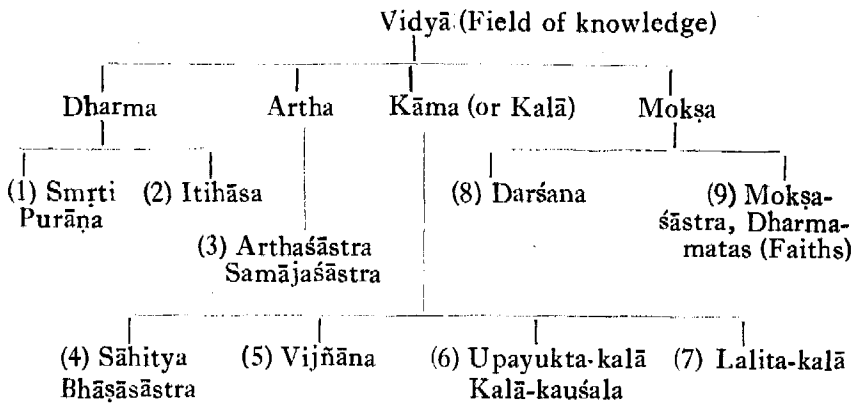 Vidyā (Field of knowledge)
Dharma Artha Kāma (or Kalā) Mokṣa
(1) Smṛti (2) Itihāsa (8) Darśana (9) Mokṣa-
Purāṇa śāstra, Dharma-
(3) Arthaśāstra matas (Faiths)
Samājaśāstra
(4) Sāhitya (5) Vijñāna (6) Upayukta-kalā (7) Lalita-kalā
Bhāṣāsāstra Kalā-kauśala